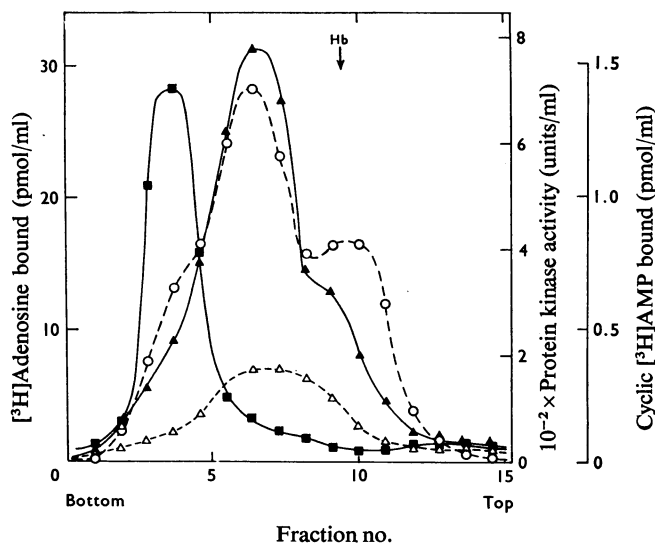 30
20
10
0
[³H]Adenosine bound (pmol/ml)
Hb
8
6
4
2
0
10⁻² × Protein kinase activity (units/ml)
1.5
1.0
0.5
0
Cyclic [³H]AMP bound (pmol/ml)
5
10
15
Bottom
Top
Fraction no.